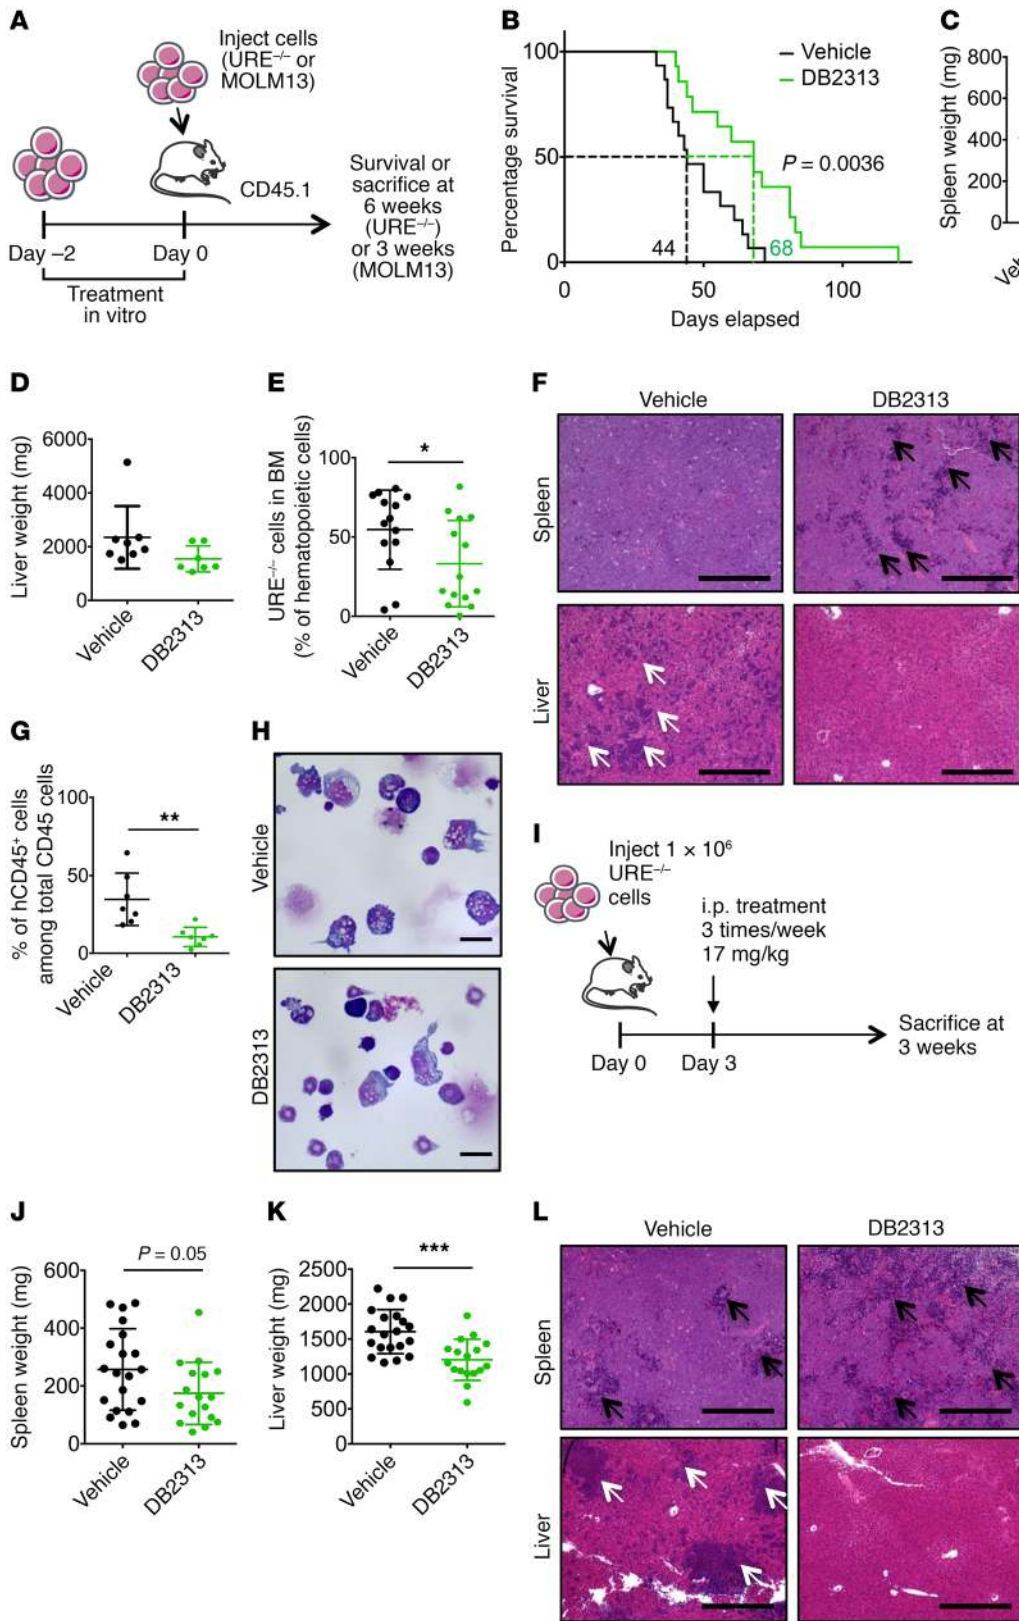 A
Inject cells
(URE⁻/⁻ or
MOLM13)
CD45.1
Day –2
Day 0
Treatment
in vitro
Survival or
sacrifice at
6 weeks
(URE⁻/⁻)
or 3 weeks
(MOLM13)
B
Percentage survival
100
50
0
Vehicle
DB2313
P = 0.0036
44
68
0
50
100
Days elapsed
C
Spleen weight (mg)
800
600
400
200
0
D
Liver weight (mg)
6000
4000
2000
0
Vehicle
DB2313
E
URE⁻/⁻ cells in BM
(% of hematopoietic cells)
100
50
0
*
Vehicle
DB2313
F
Vehicle
DB2313
Spleen
Liver
G
% of hCD45⁺ cells
among total CD45 cells
100
50
0
**
Vehicle
DB2313
H
Vehicle
DB2313
I
Inject 1 × 10⁶
URE⁻/⁻
cells
i.p. treatment
3 times/week
17 mg/kg
Day 0
Day 3
Sacrifice at
3 weeks
J
Spleen weight (mg)
600
400
200
0
P = 0.05
Vehicle
DB2313
K
Liver weight (mg)
2500
2000
1500
1000
500
0
***
Vehicle
DB2313
L
Vehicle
DB2313
Spleen
Liver